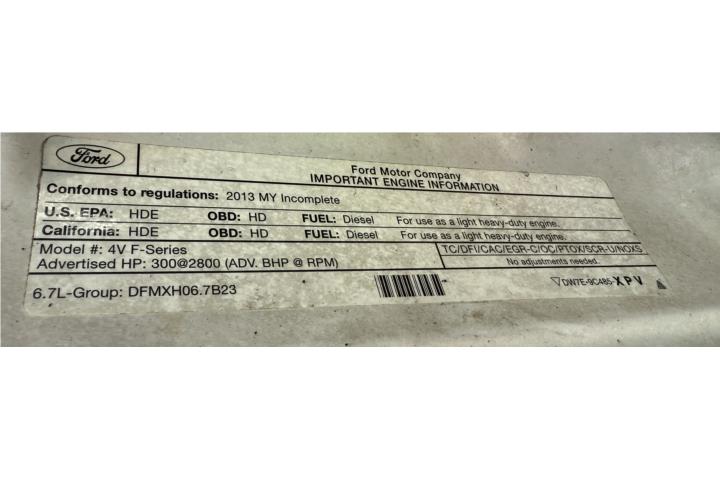 Ford
Ford Motor Company
IMPORTANT ENGINE INFORMATION
Conforms to regulations: 2013 MY Incomplete
U.S. EPA: HDE OBD: HD FUEL: Diesel For use as a light heavy-duty engine.
California: HDE OBD: HD FUEL: Diesel For use as a light heavy-duty engine.
Model #: 4V F-Series TC/DFI/CAC/EGR-C/OC/PTOX/SCR-U/NOXS
Advertised HP: 300@2800 (ADV. BHP @ RPM) No adjustments needed.
6.7L-Group: DFMXH06.7B23 DW7E-9C485-XPV